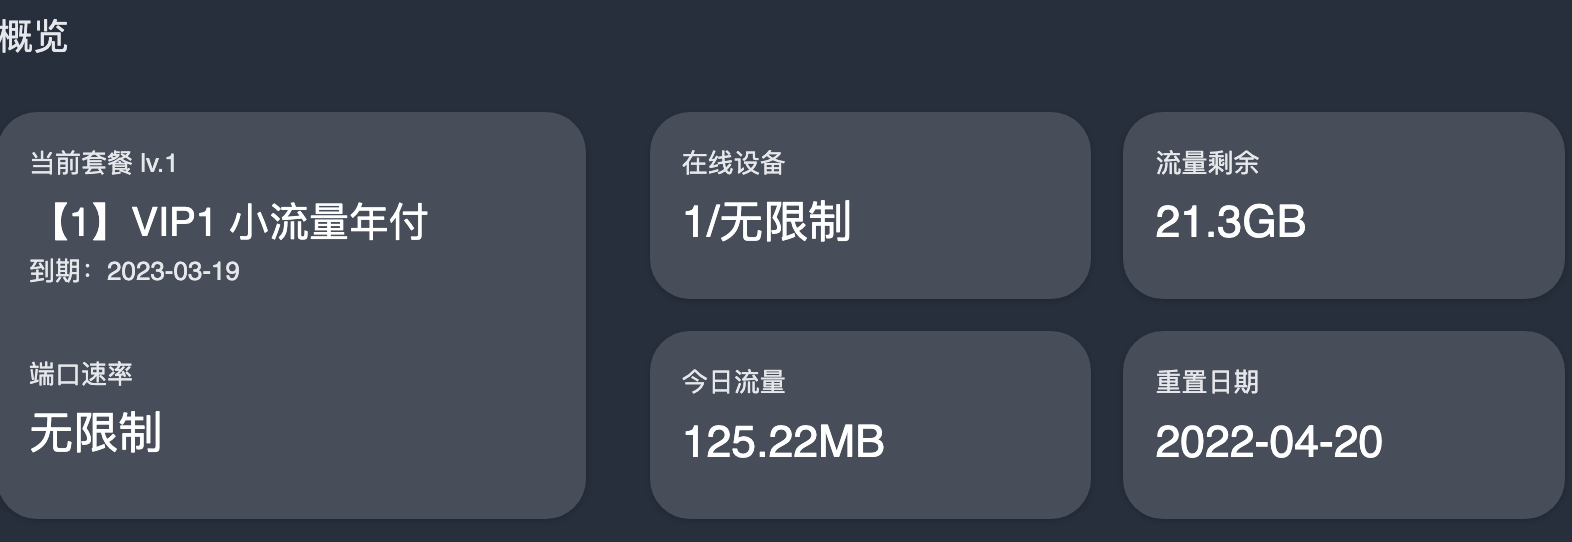 概览
当前套餐 lv.1
【1】VIP1 小流量年付
到期：2023-03-19
端口速率
无限制
在线设备
1/无限制
流量剩余
21.3GB
今日流量
125.22MB
重置日期
2022-04-20